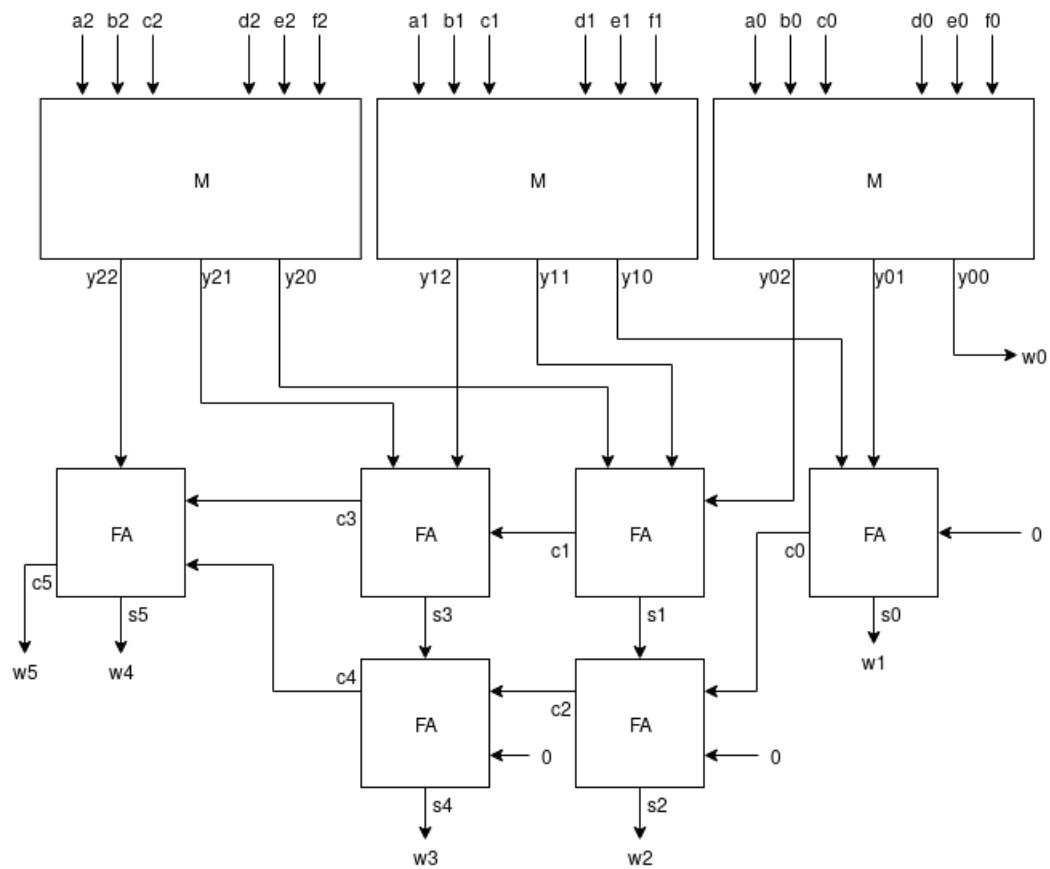 a2 b2 c2 d2 e2 f2 a1 b1 c1 d1 e1 f1 a0 b0 c0 d0 e0 f0
M M M
y22 y21 y20 y12 y11 y10 y02 y01 y00
w0
c3 c1 c0
FA FA FA FA 0
c5
s5 s3 s1 s0
w5 w4 w1
c4 c2
FA FA
0 0
s4 s2
w3 w2